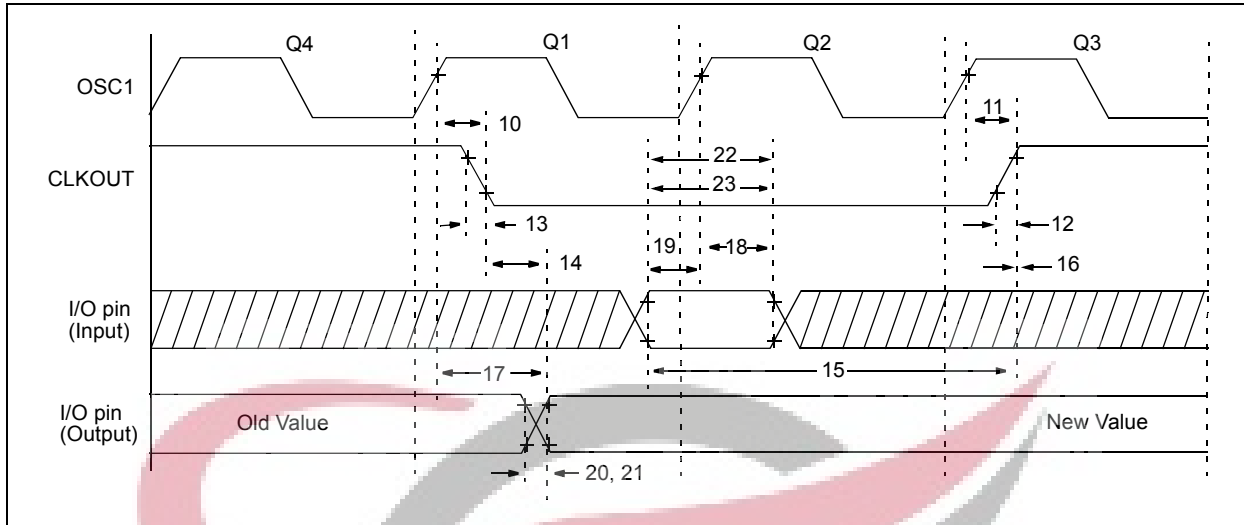 Q4 Q1 Q2 Q3
OSC1
10 11
22
CLKOUT
23
13 12
19 18
14 16
I/O pin
(Input)
17 15
I/O pin
(Output)
Old Value New Value
20, 21